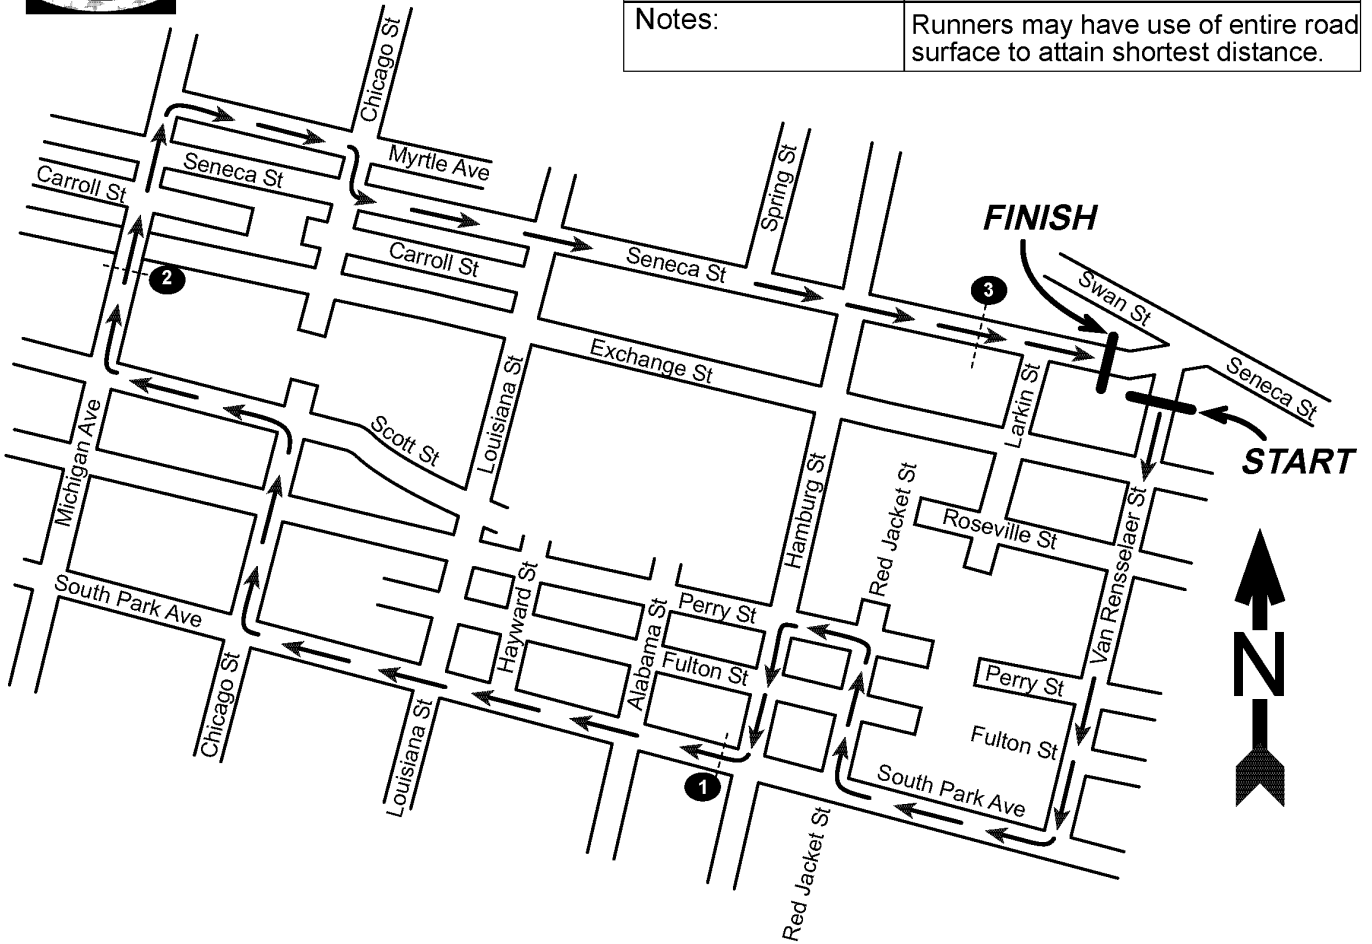 Notes:
Runners may have use of entire road
surface to attain shortest distance.
Chicago St
Myrtle Ave
Seneca St
Carroll St
Spring St
FINISH
Swan St
Carroll St
Seneca St
2
3
Seneca St
Exchange St
Larkin St
START
Louisiana St
Scott St
Michigan Ave
Hamburg St
Red Jacket St
Roseville St
Van Rensselaer St
South Park Ave
Hayward St
Perry St
Alabama St
Fulton St
Perry St
N
Chicago St
Louisiana St
Fulton St
1
South Park Ave
Red Jacket St